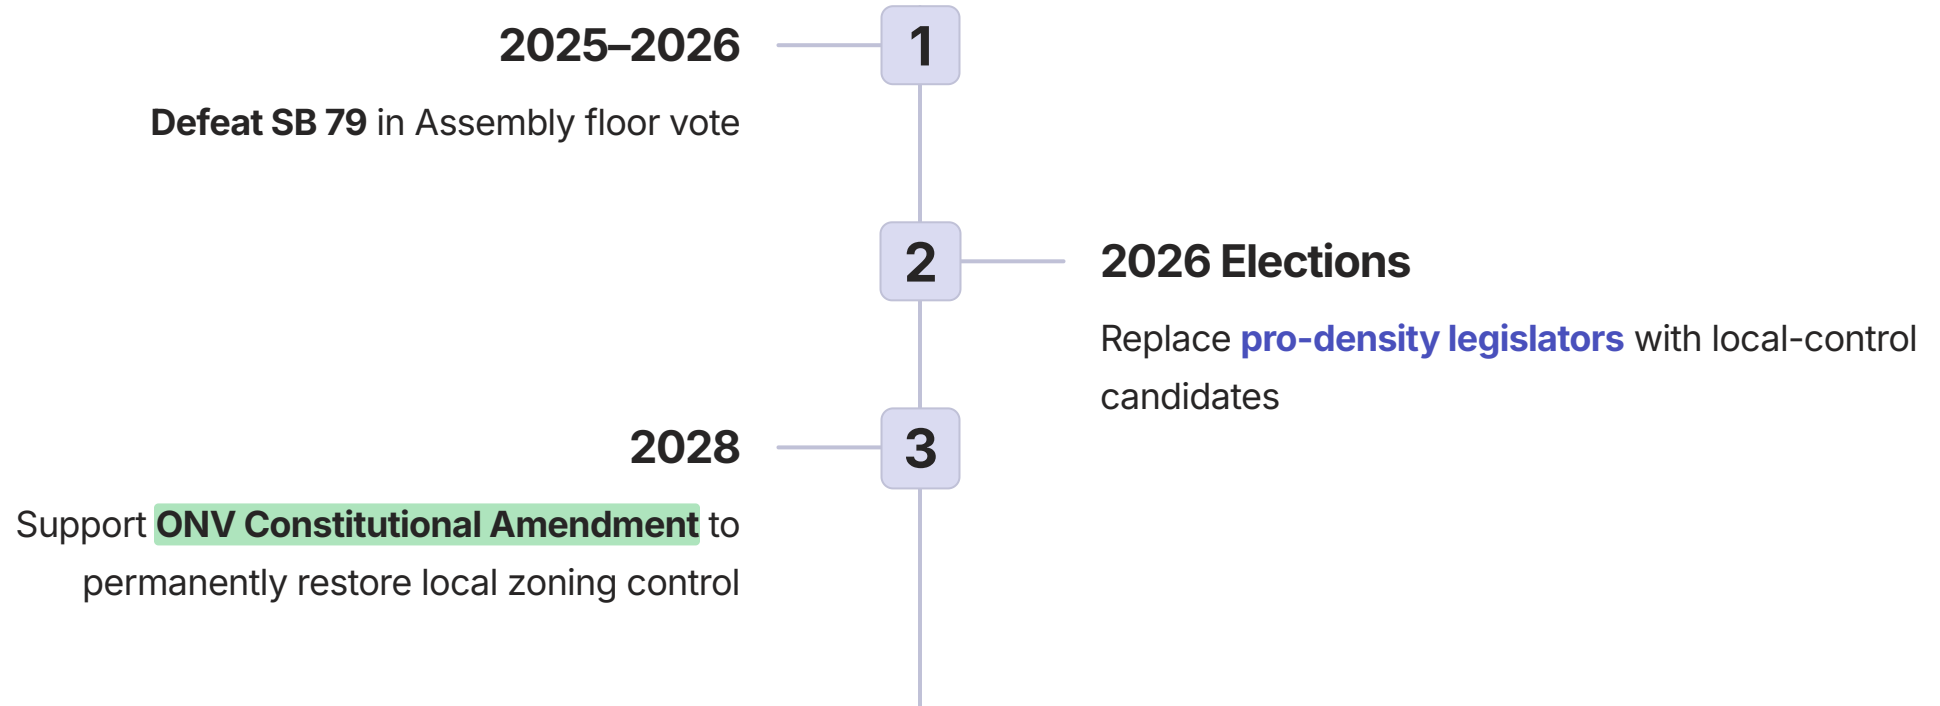 1
2025–2026
Defeat SB 79 in Assembly floor vote
2
2026 Elections
Replace pro-density legislators with local-control
candidates
3
2028
Support ONV Constitutional Amendment to
permanently restore local zoning control